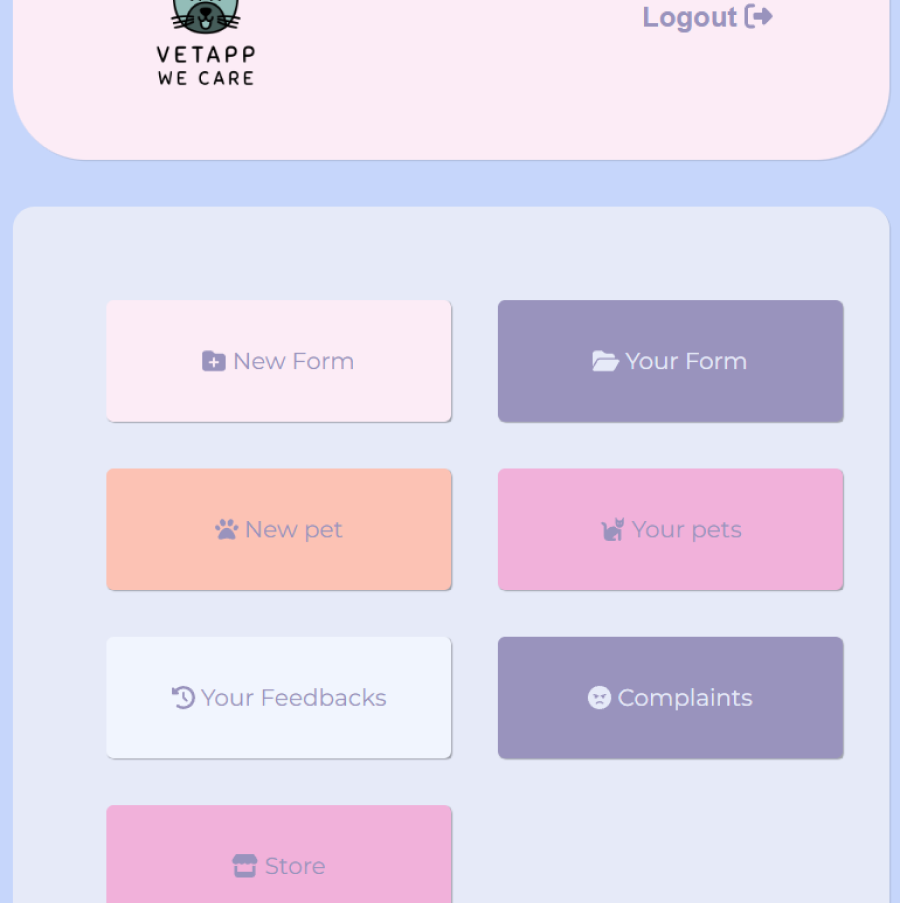 Logout
VETAPP
WE CARE
New Form
Your Form
New pet
Your pets
Your Feedbacks
Complaints
Store